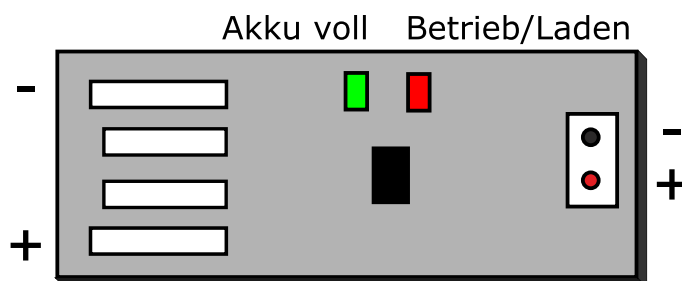 Akku voll Betrieb/Laden
- -
+
+